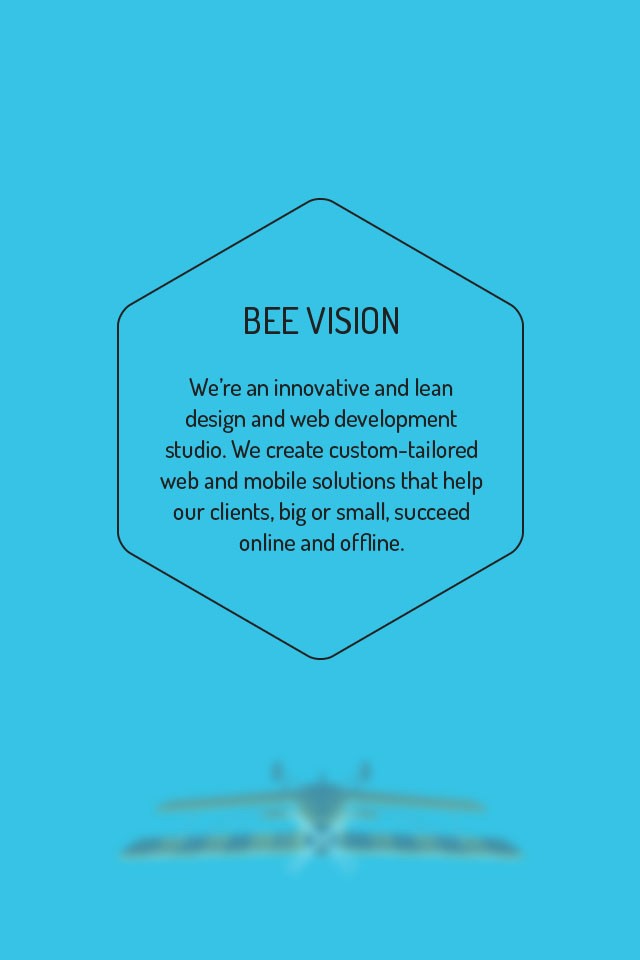 BEE VISION
We're an innovative and lean
design and web development
studio. We create custom-tailored
web and mobile solutions that help
our clients, big or small, succeed
online and offline.